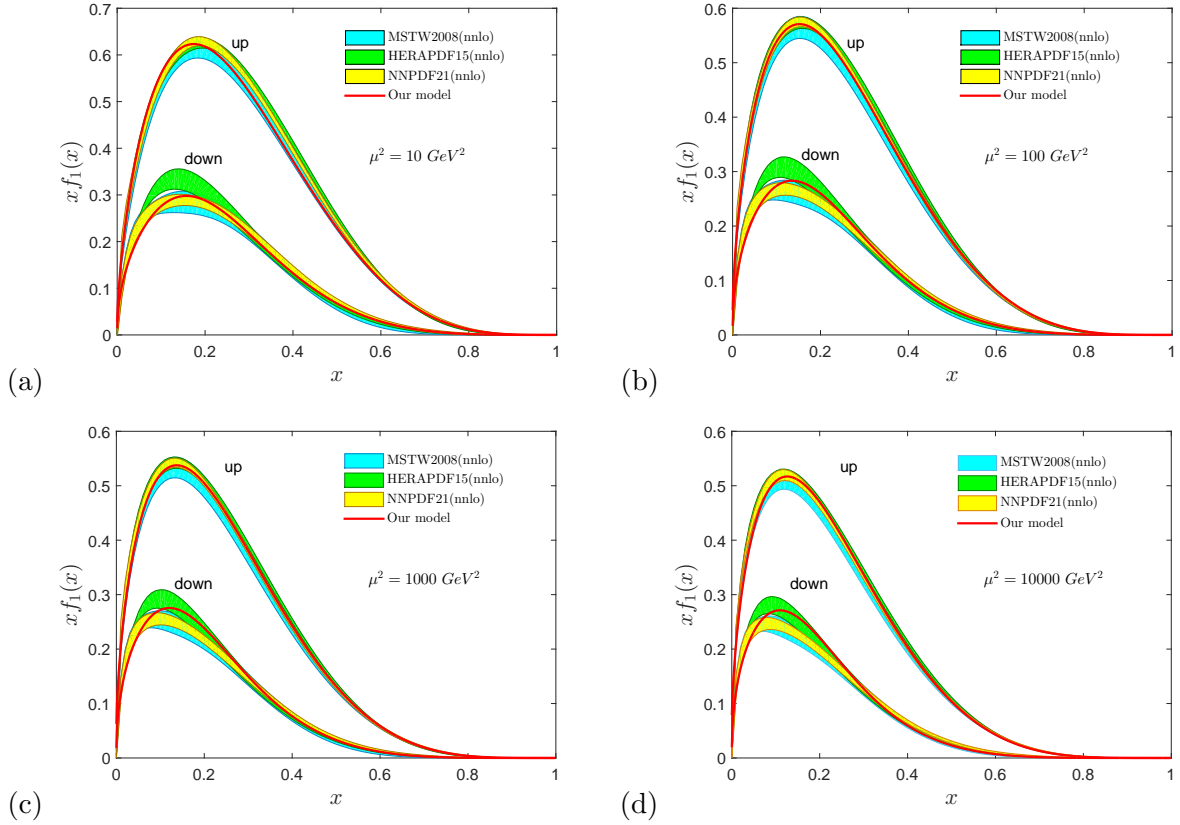 0.7
0.6
0.5
0.4
0.3
0.2
0.1
0
xf₁(x)
up
down
MSTW2008(nnlo)
HERAPDF15(nnlo)
NNPDF21(nnlo)
Our model
μ² = 10 GeV²
0 0.2 0.4 0.6 0.8 1
x
(a)
0.6
0.5
0.4
0.3
0.2
0.1
0
xf₁(x)
up
down
MSTW2008(nnlo)
HERAPDF15(nnlo)
NNPDF21(nnlo)
Our model
μ² = 100 GeV²
0 0.2 0.4 0.6 0.8 1
x
(b)
0.6
0.5
0.4
0.3
0.2
0.1
0
xf₁(x)
up
down
MSTW2008(nnlo)
HERAPDF15(nnlo)
NNPDF21(nnlo)
Our model
μ² = 1000 GeV²
0 0.2 0.4 0.6 0.8 1
x
(c)
0.6
0.5
0.4
0.3
0.2
0.1
0
xf₁(x)
up
down
MSTW2008(nnlo)
HERAPDF15(nnlo)
NNPDF21(nnlo)
Our model
μ² = 10000 GeV²
0 0.2 0.4 0.6 0.8 1
x
(d)